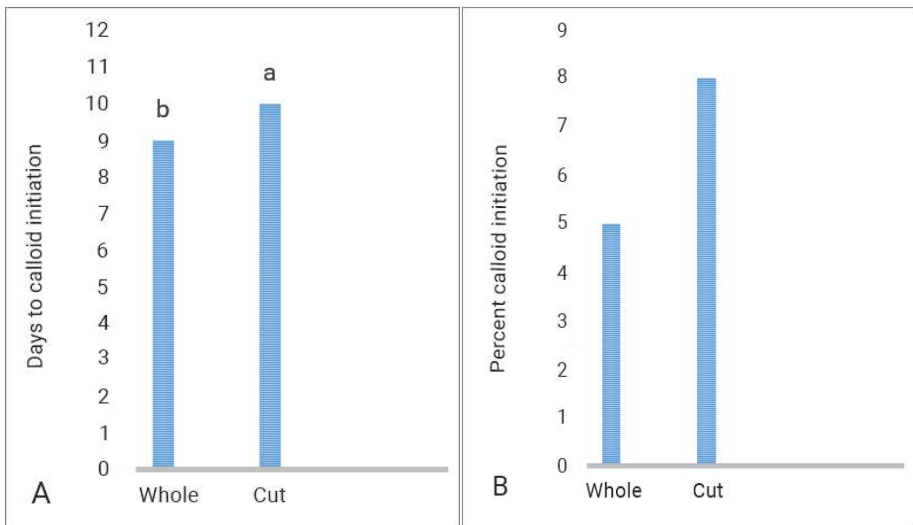 12
11
10
9
8
7
6
5
4
3
2
1
0
Days to calloid initiation
b
a
Whole Cut
A
9
8
7
6
5
4
3
2
1
0
Percent calloid initiation
Whole Cut
B